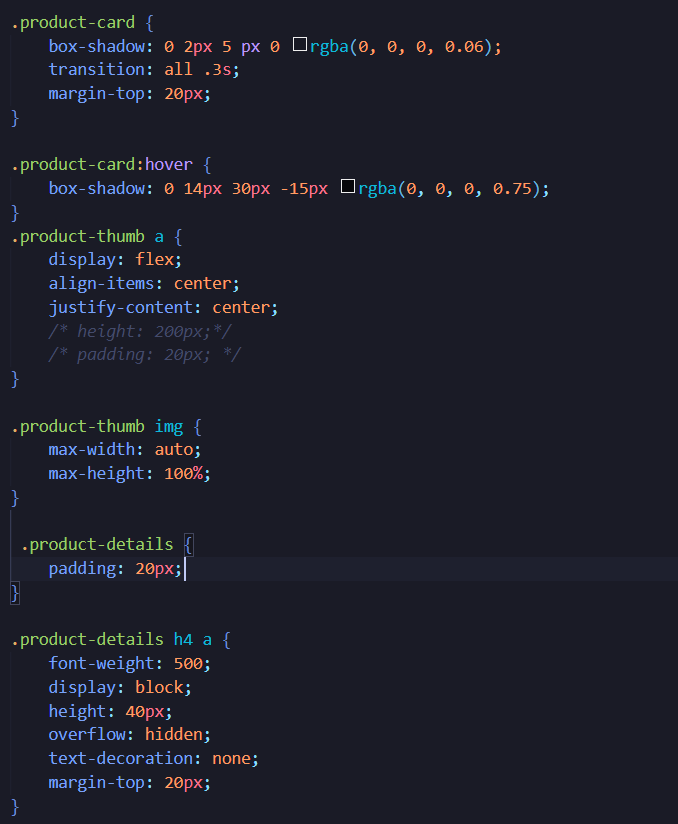 .product-card {
    box-shadow: 0 2px 5 px 0 rgba(0, 0, 0, 0.06);
    transition: all .3s;
    margin-top: 20px;
}

.product-card:hover {
    box-shadow: 0 14px 30px -15px rgba(0, 0, 0, 0.75);
}
.product-thumb a {
    display: flex;
    align-items: center;
    justify-content: center;
    /* height: 200px;*/
    /* padding: 20px; */
}

.product-thumb img {
    max-width: auto;
    max-height: 100%;
}

 .product-details {
    padding: 20px;
}

.product-details h4 a {
    font-weight: 500;
    display: block;
    height: 40px;
    overflow: hidden;
    text-decoration: none;
    margin-top: 20px;
}